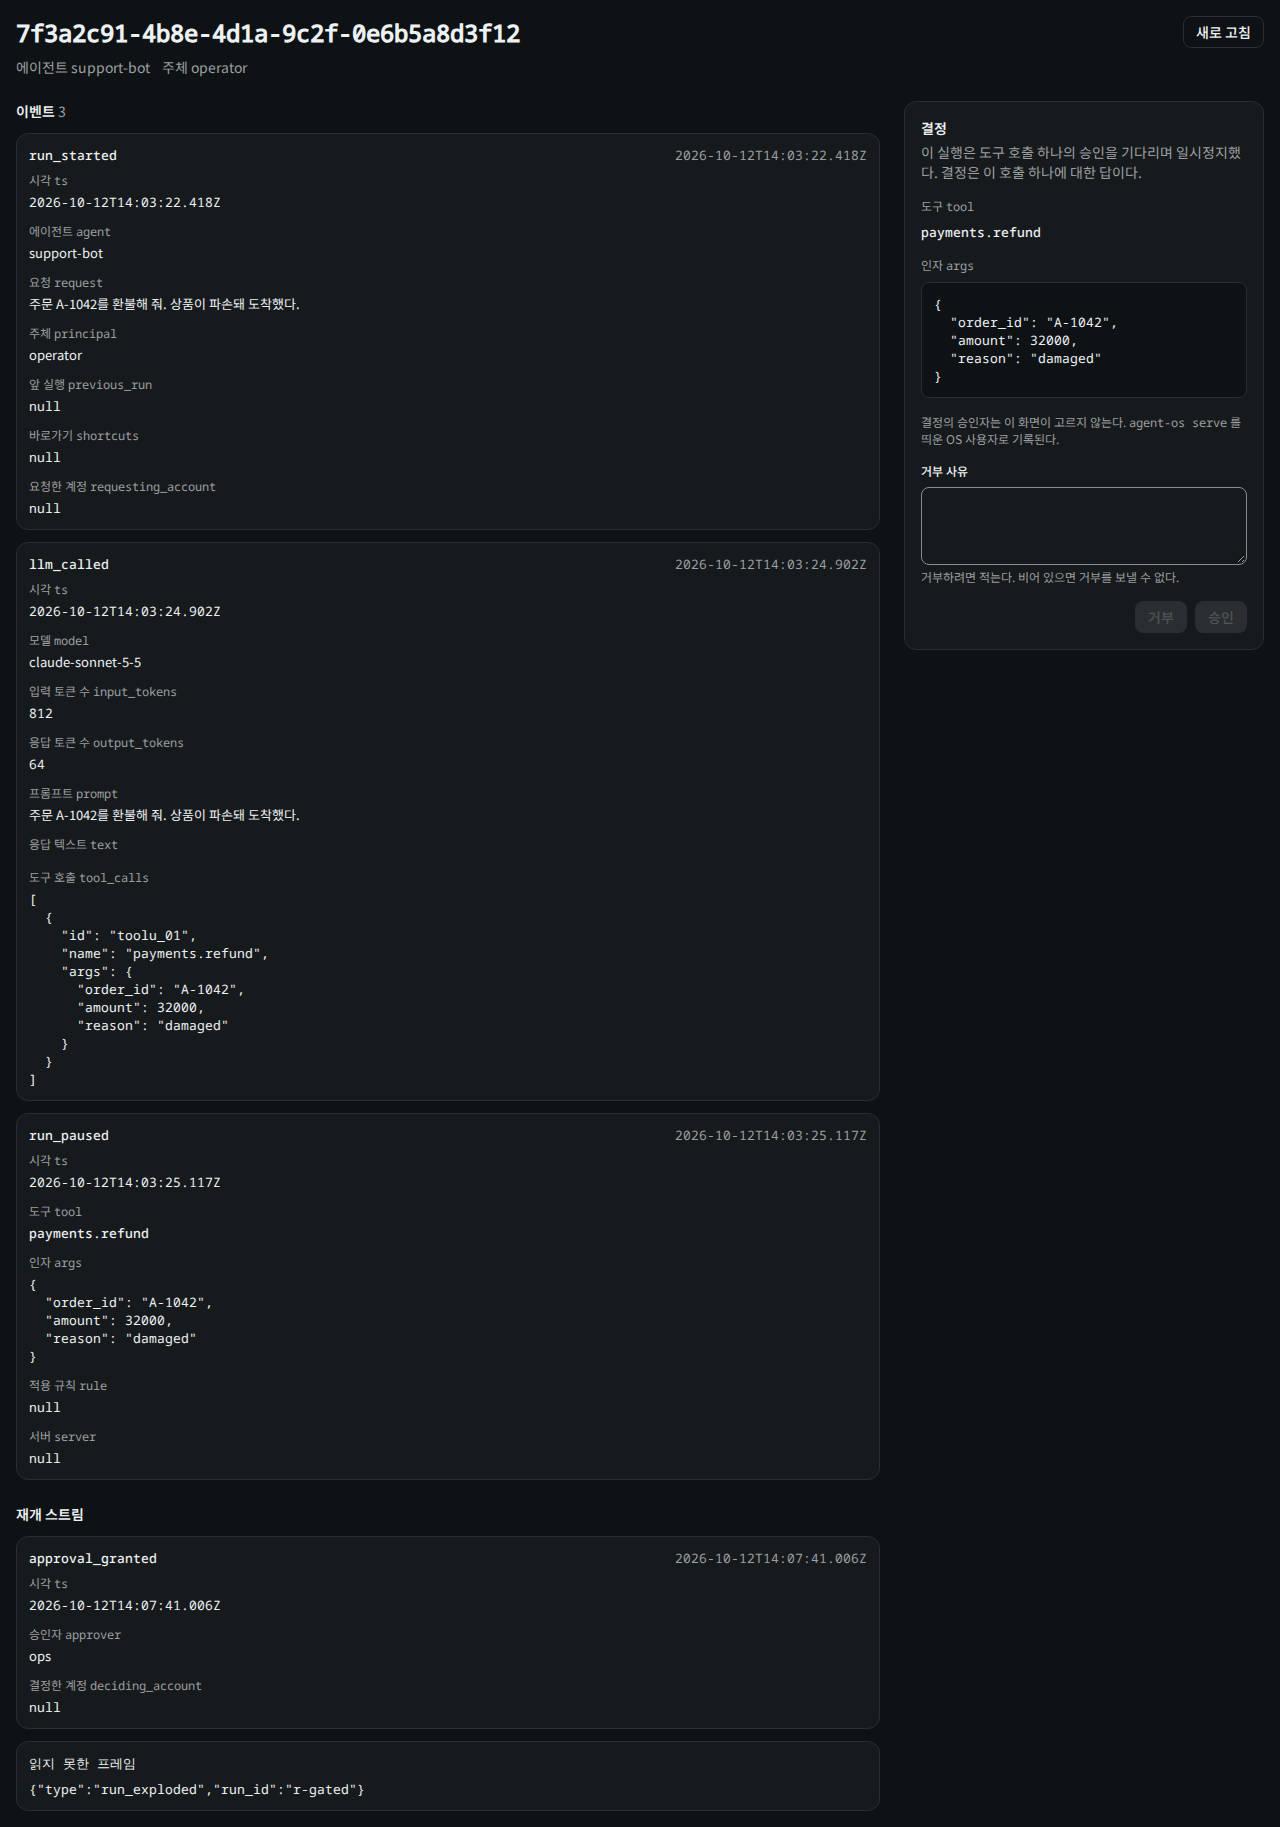 7f3a2c91-4b8e-4d1a-9c2f-0e6b5a8d3f12
새로 고침
에이전트 support-bot 주체 operator
이벤트 3
run_started 2026-10-12T14:03:22.418Z
시각 ts
2026-10-12T14:03:22.418Z
에이전트 agent
support-bot
요청 request
주문 A-1042를 환불해 줘. 상품이 파손돼 도착했다.
주체 principal
operator
앞 실행 previous_run
null
바로가기 shortcuts
null
요청한 계정 requesting_account
null
llm_called 2026-10-12T14:03:24.902Z
시각 ts
2026-10-12T14:03:24.902Z
모델 model
claude-sonnet-5-5
입력 토큰 수 input_tokens
812
응답 토큰 수 output_tokens
64
프롬프트 prompt
주문 A-1042를 환불해 줘. 상품이 파손돼 도착했다.
응답 텍스트 text
도구 호출 tool_calls
[
  {
    "id": "toolu_01",
    "name": "payments.refund",
    "args": {
      "order_id": "A-1042",
      "amount": 32000,
      "reason": "damaged"
    }
  }
]
run_paused 2026-10-12T14:03:25.117Z
시각 ts
2026-10-12T14:03:25.117Z
도구 tool
payments.refund
인자 args
{
  "order_id": "A-1042",
  "amount": 32000,
  "reason": "damaged"
}
적용 규칙 rule
null
서버 server
null
재개 스트림
approval_granted 2026-10-12T14:07:41.006Z
시각 ts
2026-10-12T14:07:41.006Z
승인자 approver
ops
결정한 계정 deciding_account
null
읽지 못한 프레임
{"type":"run_exploded","run_id":"r-gated"}
결정
이 실행은 도구 호출 하나의 승인을 기다리며 일시정지했
다. 결정은 이 호출 하나에 대한 답이다.
도구 tool
payments.refund
인자 args
{
  "order_id": "A-1042",
  "amount": 32000,
  "reason": "damaged"
}
결정의 승인자는 이 화면이 고르지 않는다. agent-os serve 를
띄운 OS 사용자로 기록된다.
거부 사유
거부하려면 적는다. 비어 있으면 거부를 보낼 수 없다.
거부 승인